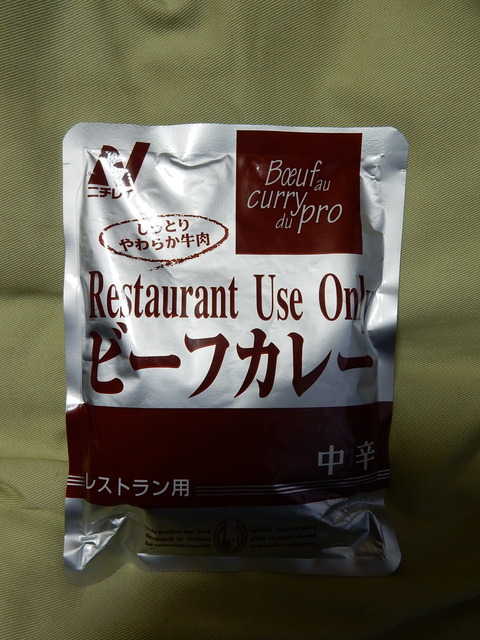 ニチレイ
Bœuf au
curry
du pro
しっとり
やわらか牛肉
Restaurant Use Only
ビーフカレー
中辛
レストラン用